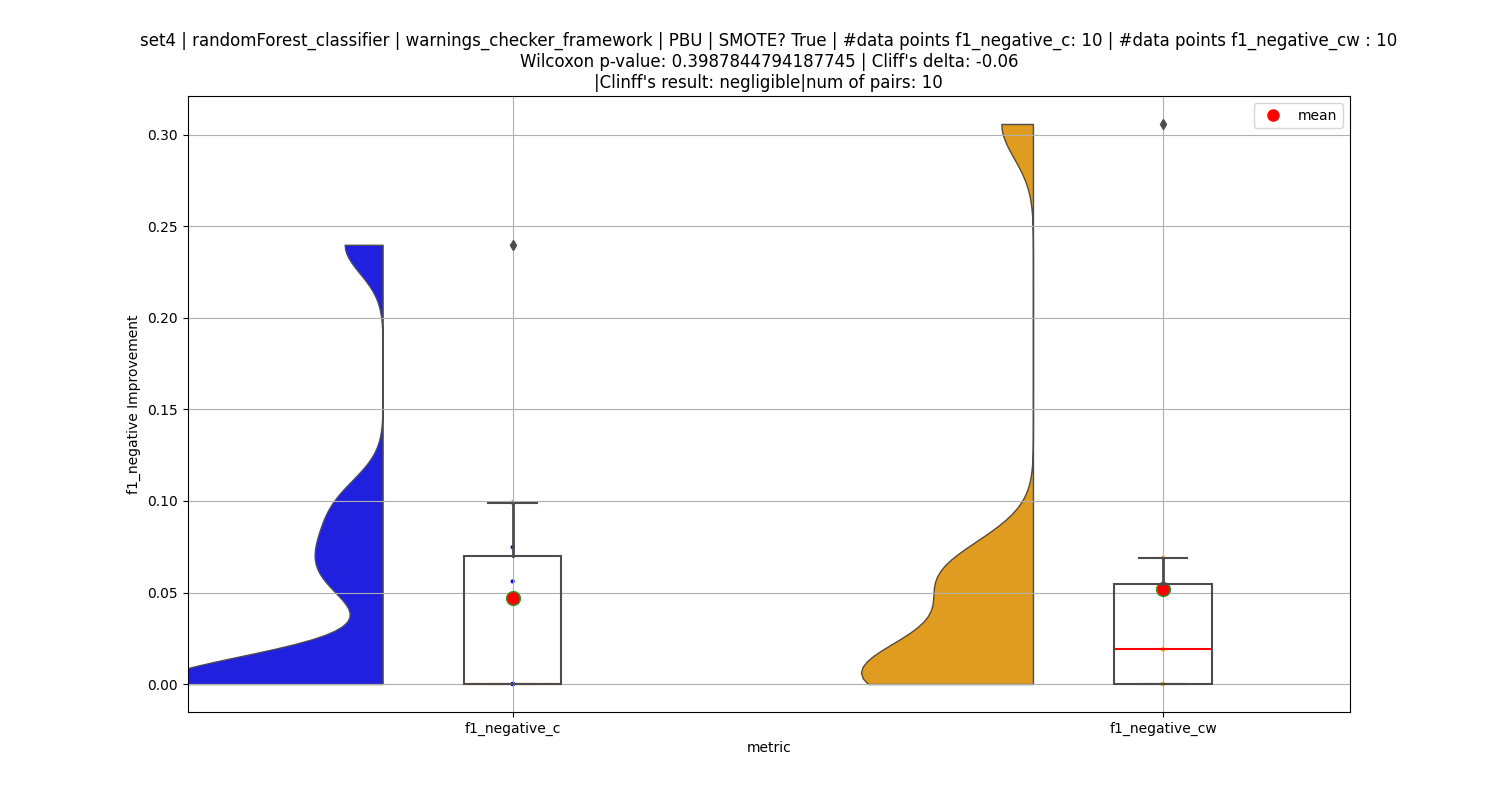 set4 | randomForest_classifier | warnings_checker_framework | PBU | SMOTE? True | #data points f1_negative_c: 10 | #data points f1_negative_cw : 10
Wilcoxon p-value: 0.3987844794187745 | Cliff's delta: -0.06
|Clinff's result: negligible|num of pairs: 10
mean
0.30
0.25
0.20
0.15
0.10
0.05
0.00
f1_negative Improvement
f1_negative_c
f1_negative_cw
metric